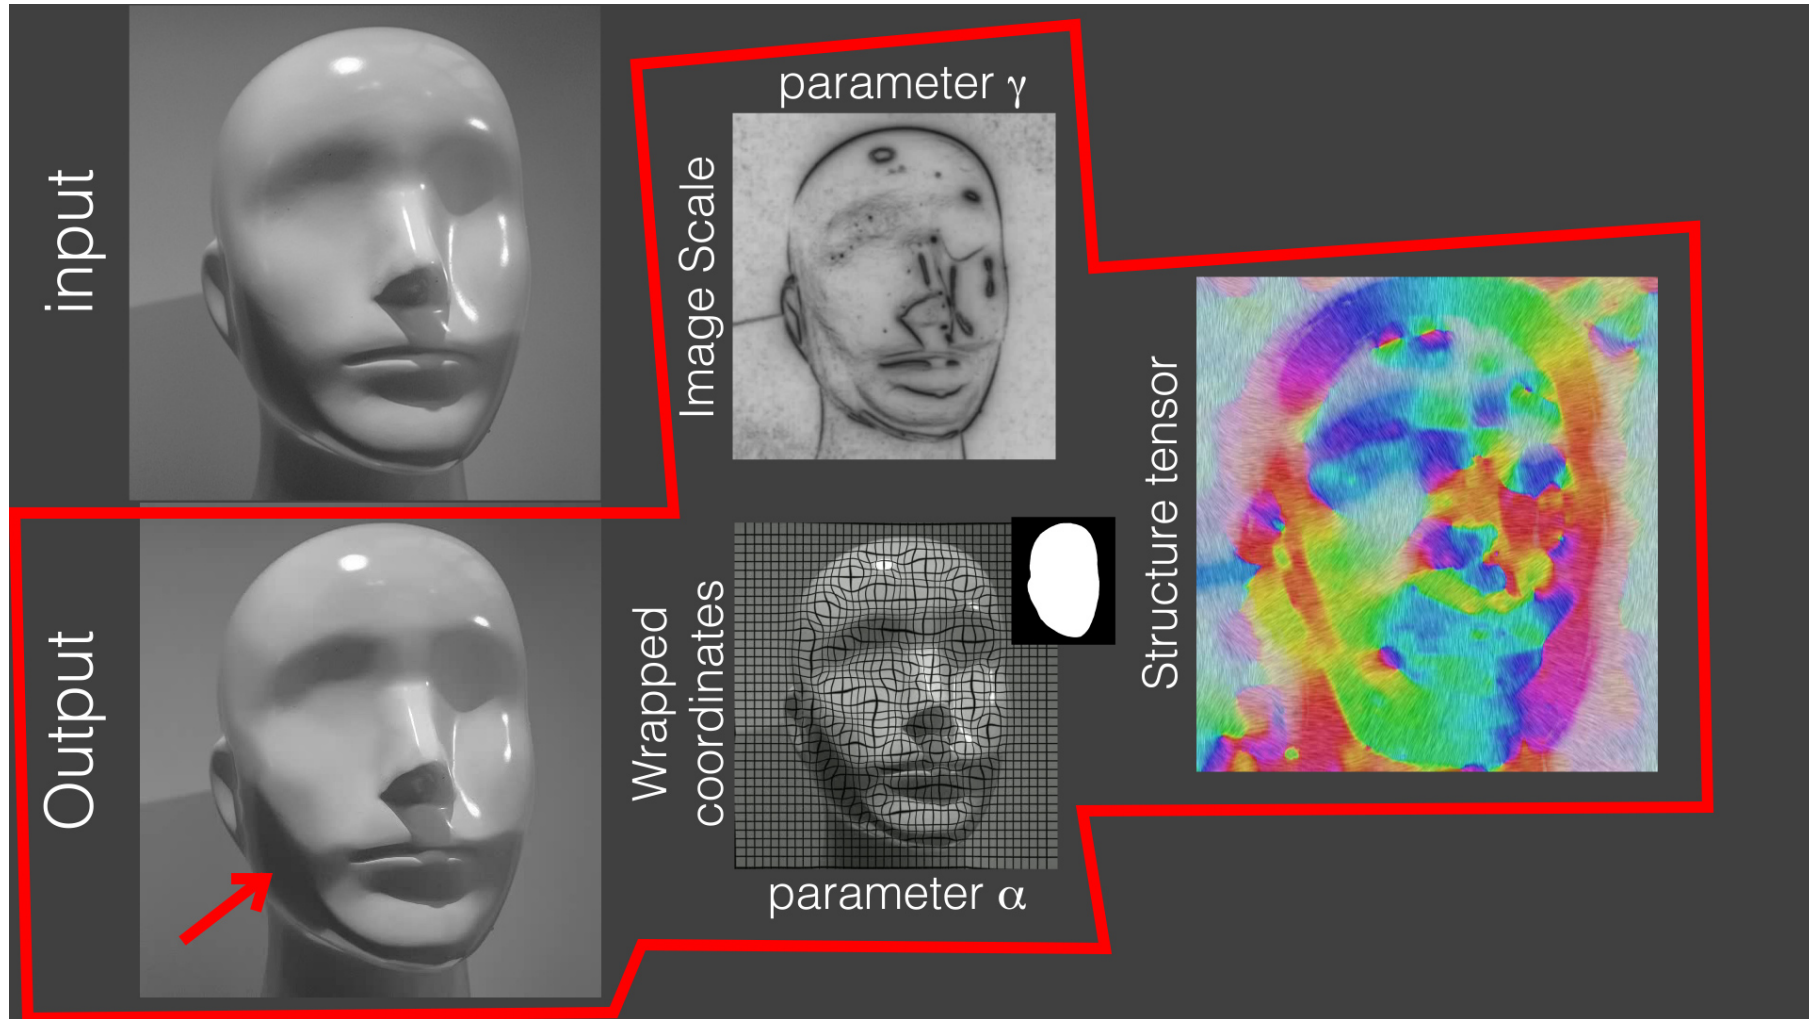 input
parameter γ
Image Scale
Structure tensor
Output
Wrapped
coordinates
parameter α